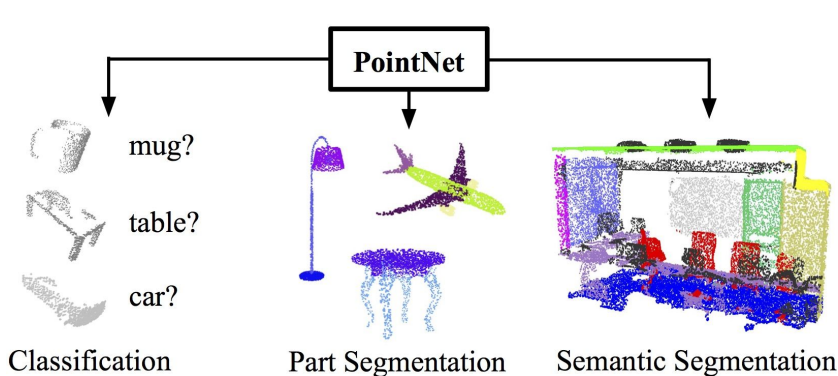 PointNet
mug?
table?
car?
Classification
Part Segmentation
Semantic Segmentation